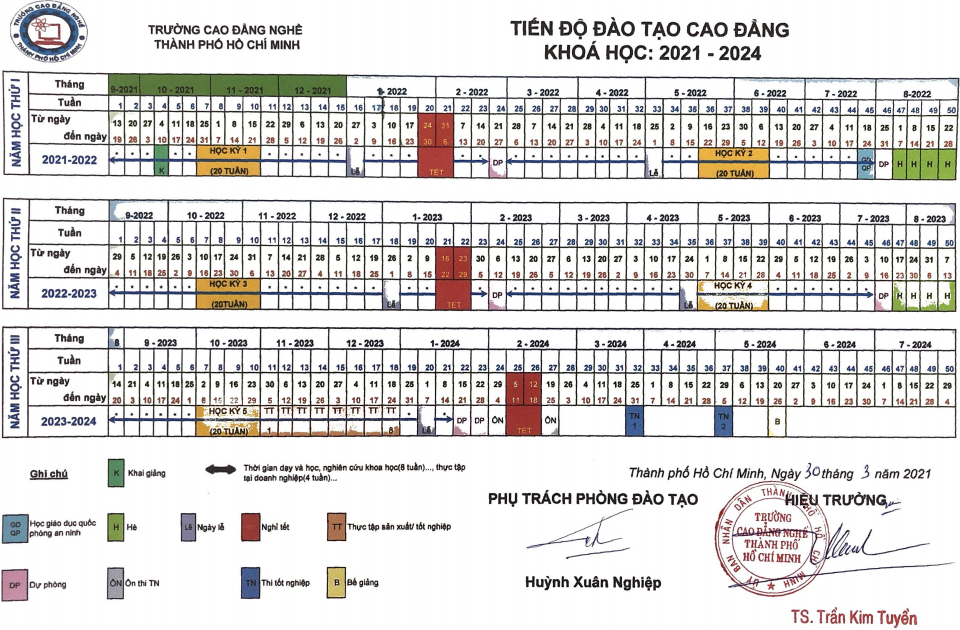 TRƯỜNG CAO ĐẲNG NGHỀ
THÀNH PHỐ HỒ CHÍ MINH
TIẾN ĐỘ ĐÀO TẠO CAO ĐẲNG
KHOÁ HỌC: 2021 - 2024
NĂM HỌC THỨ I
Tháng 9-2021 10 - 2021 11 - 2021 12 - 2021 1- 2022 2 - 2022 3 - 2022 4 - 2022 5 - 2022 6 - 2022 7 - 2022 8-2022
Tuần 1 2 3 4 5 6 7 8 9 10 11 12 13 14 15 16 17 18 19 20 21 22 23 24 25 26 27 28 29 30 31 32 33 34 35 36 37 38 39 40 41 42 43 44 45 46 47 48 49 50
Từ ngày 13 20 27 4 11 18 25 1 8 15 22 29 6 13 20 27 3 10 17 24 31 7 14 21 28 7 14 21 28 4 11 18 25 2 9 16 23 30 6 13 20 27 4 11 18 25 1 8 15 22
đến ngày 19 26 3 10 17 24 31 7 14 21 28 5 12 19 26 2 9 16 23 30 6 13 20 27 6 13 20 27 3 10 17 24 1 8 15 22 29 5 12 19 26 3 10 17 24 31 7 14 21 28
2021-2022 K HỌC KỲ 1 (20 TUẦN) Lễ TẾT DP Lễ HỌC KỲ 2 (20 TUẦN) GD QP DP H H H H
NĂM HỌC THỨ II
Tháng 9-2022 10 - 2022 11 - 2022 12 - 2022 1 - 2023 2 - 2023 3 - 2023 4 - 2023 5 - 2023 6 - 2023 7 - 2023 8 - 2023
Tuần 1 2 3 4 5 6 7 8 9 10 11 12 13 14 15 16 17 18 19 20 21 22 23 24 25 26 27 28 29 30 31 32 33 34 35 36 37 38 39 40 41 42 43 44 45 46 47 48 49 50
Từ ngày 29 5 12 19 26 3 10 17 24 31 7 14 21 28 5 12 19 26 2 9 16 23 30 6 13 20 27 6 13 20 27 3 10 17 24 1 8 15 22 29 5 12 19 26 3 10 17 24 31 7
đến ngày 4 11 18 25 2 9 16 23 30 6 13 20 27 4 11 18 25 1 8 15 22 29 5 12 19 26 5 12 19 26 2 9 16 23 30 7 14 21 28 4 11 18 25 2 9 16 23 30 6 13
2022-2023 HỌC KỲ 3 (20TUẦN) Lễ TẾT DP Lễ HỌC KỲ 4 (20 TUẦN) DP H H H H
NĂM HỌC THỨ III
Tháng 8 9 - 2023 10 - 2023 11 - 2023 12 - 2023 1 - 2024 2 - 2024 3 - 2024 4 - 2024 5 - 2024 6 - 2024 7 - 2024
Tuần 1 2 3 4 5 6 7 8 9 10 11 12 13 14 15 16 17 18 19 20 21 22 23 24 25 26 27 28 29 30 31 32 33 34 35 36 37 38 39 40 41 42 43 44 45 46 47 48 49 50
Từ ngày 14 21 4 11 18 25 2 9 16 23 30 6 13 20 27 4 11 18 25 1 8 15 22 29 5 12 19 26 4 11 18 25 1 8 15 22 29 6 13 20 27 3 10 17 24 1 8 15 22 29
đến ngày 20 3 10 17 24 1 8 15 22 29 5 12 19 26 3 10 17 24 31 7 14 21 28 4 11 18 25 3 10 17 24 31 7 14 21 28 5 12 19 26 2 9 16 23 30 7 14 21 28 4
2023-2024 HỌC KỲ 5 (20 TUẦN) TT TT TT TT TT TT TT TT 1 8 Lễ DP DP ÔN TẾT ÔN TN 1 TN 2 B
Ghi chú
K Khai giảng
Thời gian dạy và học, nghiên cứu khoa học(8 tuần)..., thực tập
tại doanh nghiệp(4 tuần)...
GD QP Học giáo dục quốc phòng an ninh
H Hè
Lễ Ngày lễ
Nghỉ tết
TT Thực tập sản xuất/ tốt nghiệp
DP Dự phòng
ÔN Ôn thi TN
TN Thi tốt nghiệp
B Bế giảng
Thành phố Hồ Chí Minh, Ngày 30 tháng 3 năm 2021
PHỤ TRÁCH PHÒNG ĐÀO TẠO
HIỆU TRƯỞNG
ỦY BAN NHÂN DÂN THÀNH PHỐ HỒ CHÍ MINH
TRƯỜNG
CAO ĐẲNG NGHỀ
THÀNH PHỐ
HỒ CHÍ MINH
Huỳnh Xuân Nghiệp
TS. Trần Kim Tuyền